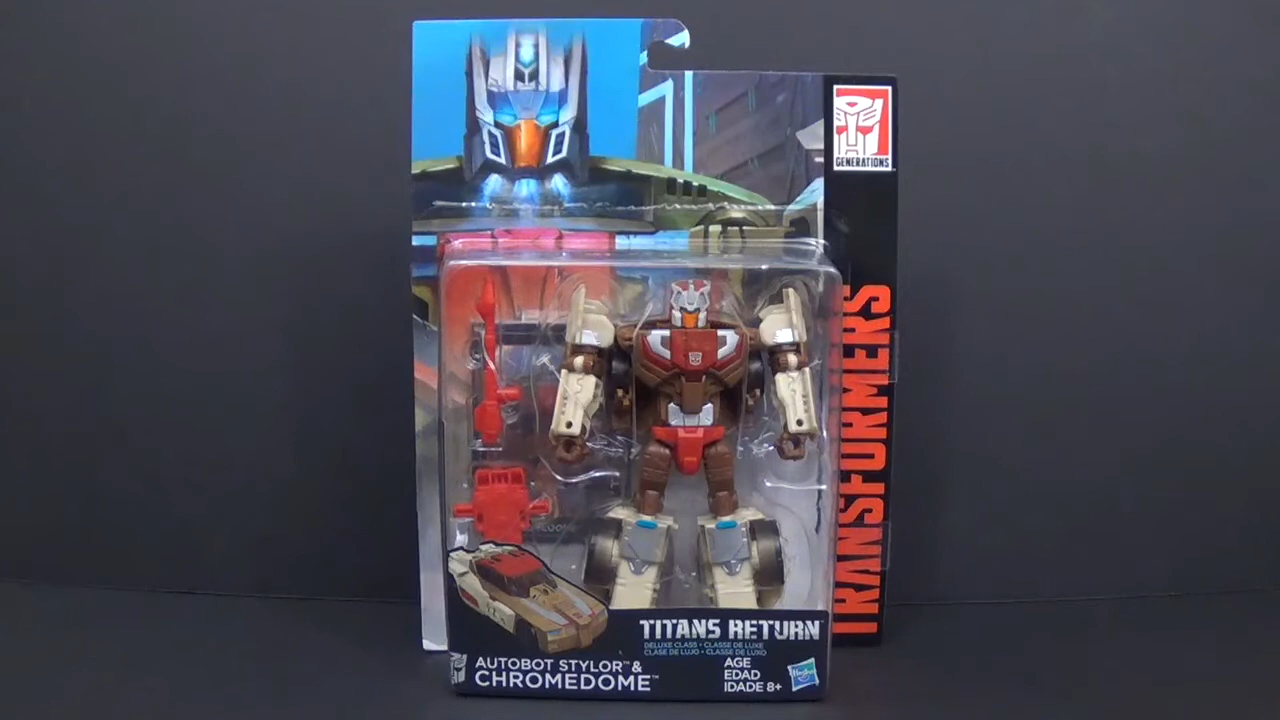 GENERATIONS
TRANSFORMERS
TITANS RETURN™
DELUXE CLASS • CLASSE DE LUXE
CLASE DE LUJO • CLASSE DE LUXO
AUTOBOT STYLOR™ &
CHROMEDOME™
AGE
EDAD
IDADE 8+
Hasbro